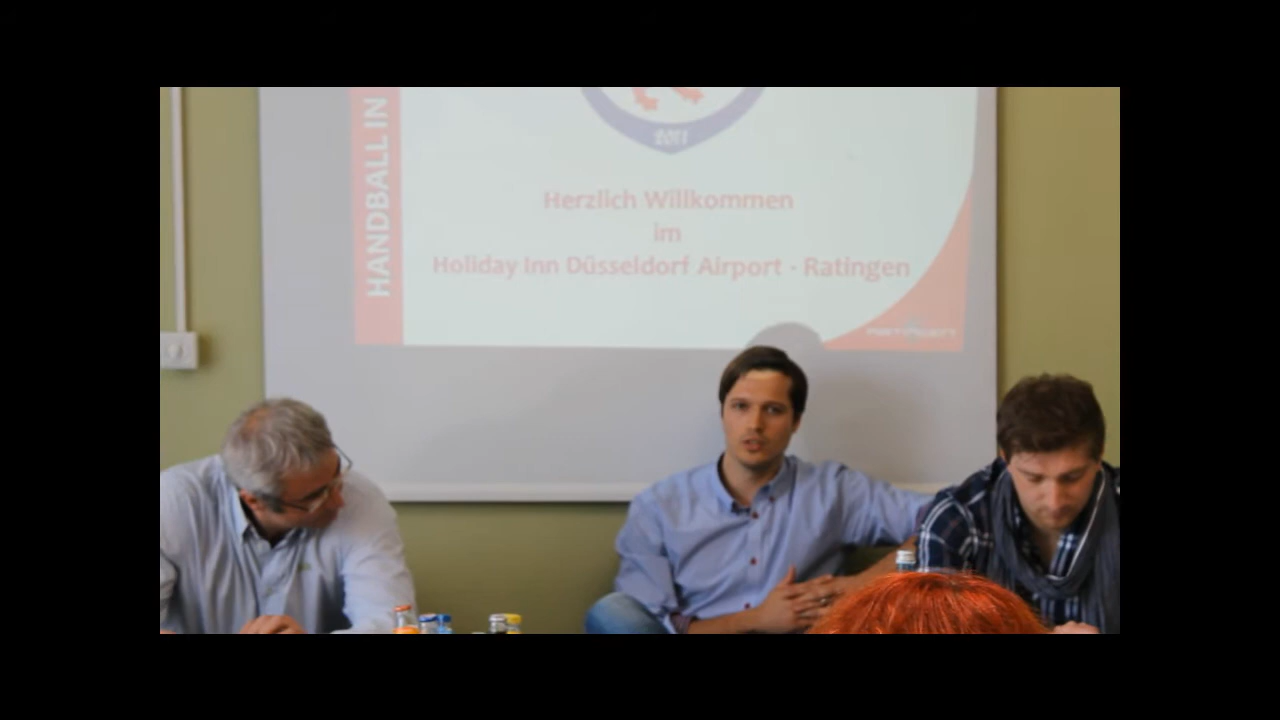 HANDBALL IN
2011
Herzlich Willkommen
im
Holiday Inn Düsseldorf Airport - Ratingen